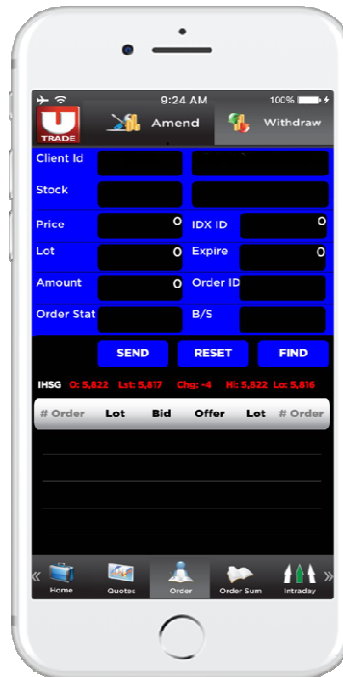 9:24 AM 100%
U TRADE Amend Withdraw
Client Id
Stock
Price 0 IDX ID 0
Lot 0 Expire 0
Amount 0 Order ID
Order Stat B/S
SEND RESET FIND
IHSG O: 5,822 Lst: 5,817 Chg: -4 Hi: 5,822 Lo: 5,816
# Order Lot Bid Offer Lot # Order
« Home Quotes Order Order Sum Intraday »